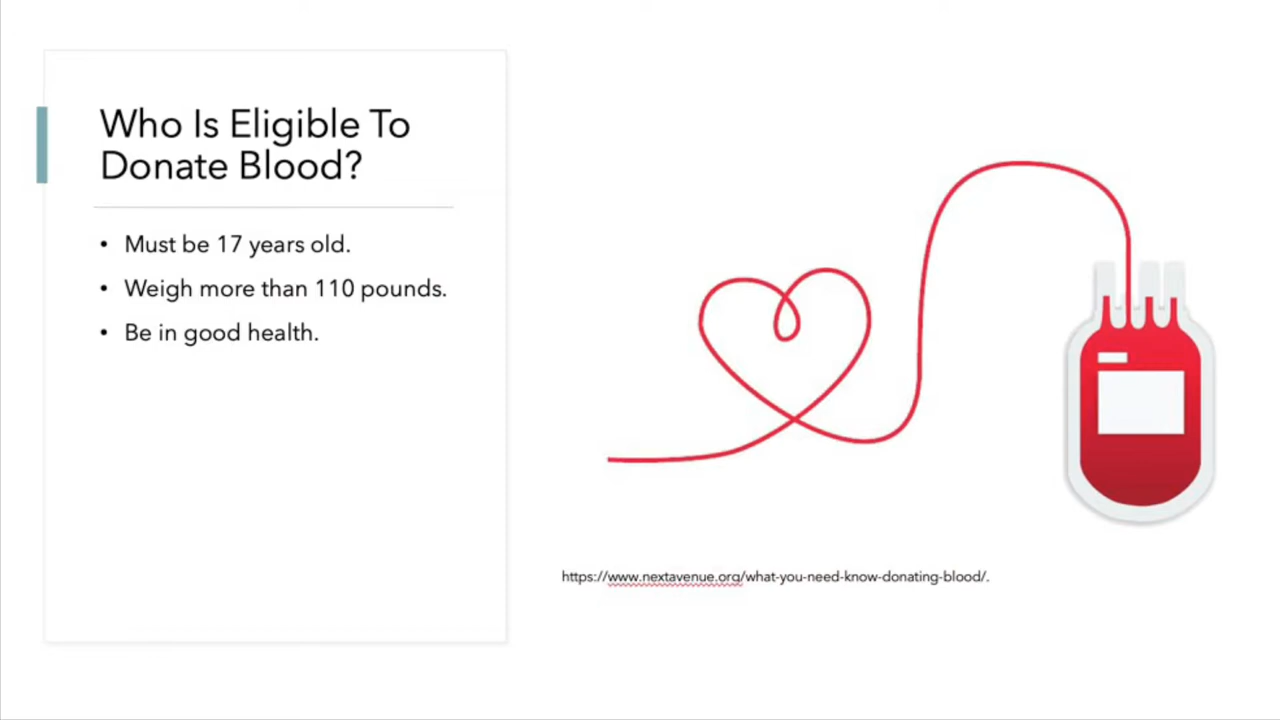 Who Is Eligible To
Donate Blood?
• Must be 17 years old.
• Weigh more than 110 pounds.
• Be in good health.
https://www.nextavenue.org/what-you-need-know-donating-blood/.